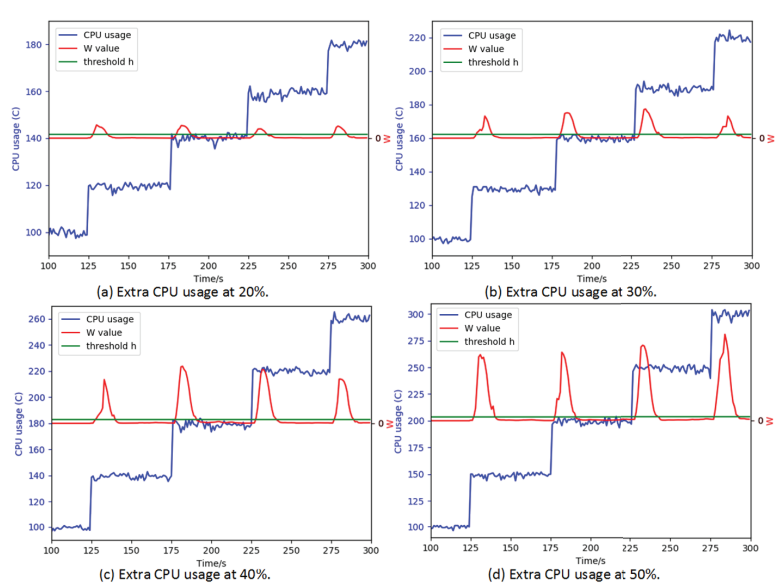 CPU usage
W value
threshold h
180
160
140
120
100
CPU usage (C)
0
W
100 125 150 175 200 225 250 275 300
Time/s
(a) Extra CPU usage at 20%.
CPU usage
W value
threshold h
220
200
180
160
140
120
100
CPU usage (C)
0
W
100 125 150 175 200 225 250 275 300
Time/s
(b) Extra CPU usage at 30%.
CPU usage
W value
threshold h
260
240
220
200
180
160
140
120
100
CPU usage (C)
0
W
100 125 150 175 200 225 250 275 300
Time/s
(c) Extra CPU usage at 40%.
CPU usage
W value
threshold h
300
275
250
225
200
175
150
125
100
CPU usage (C)
0
W
100 125 150 175 200 225 250 275 300
Time/s
(d) Extra CPU usage at 50%.